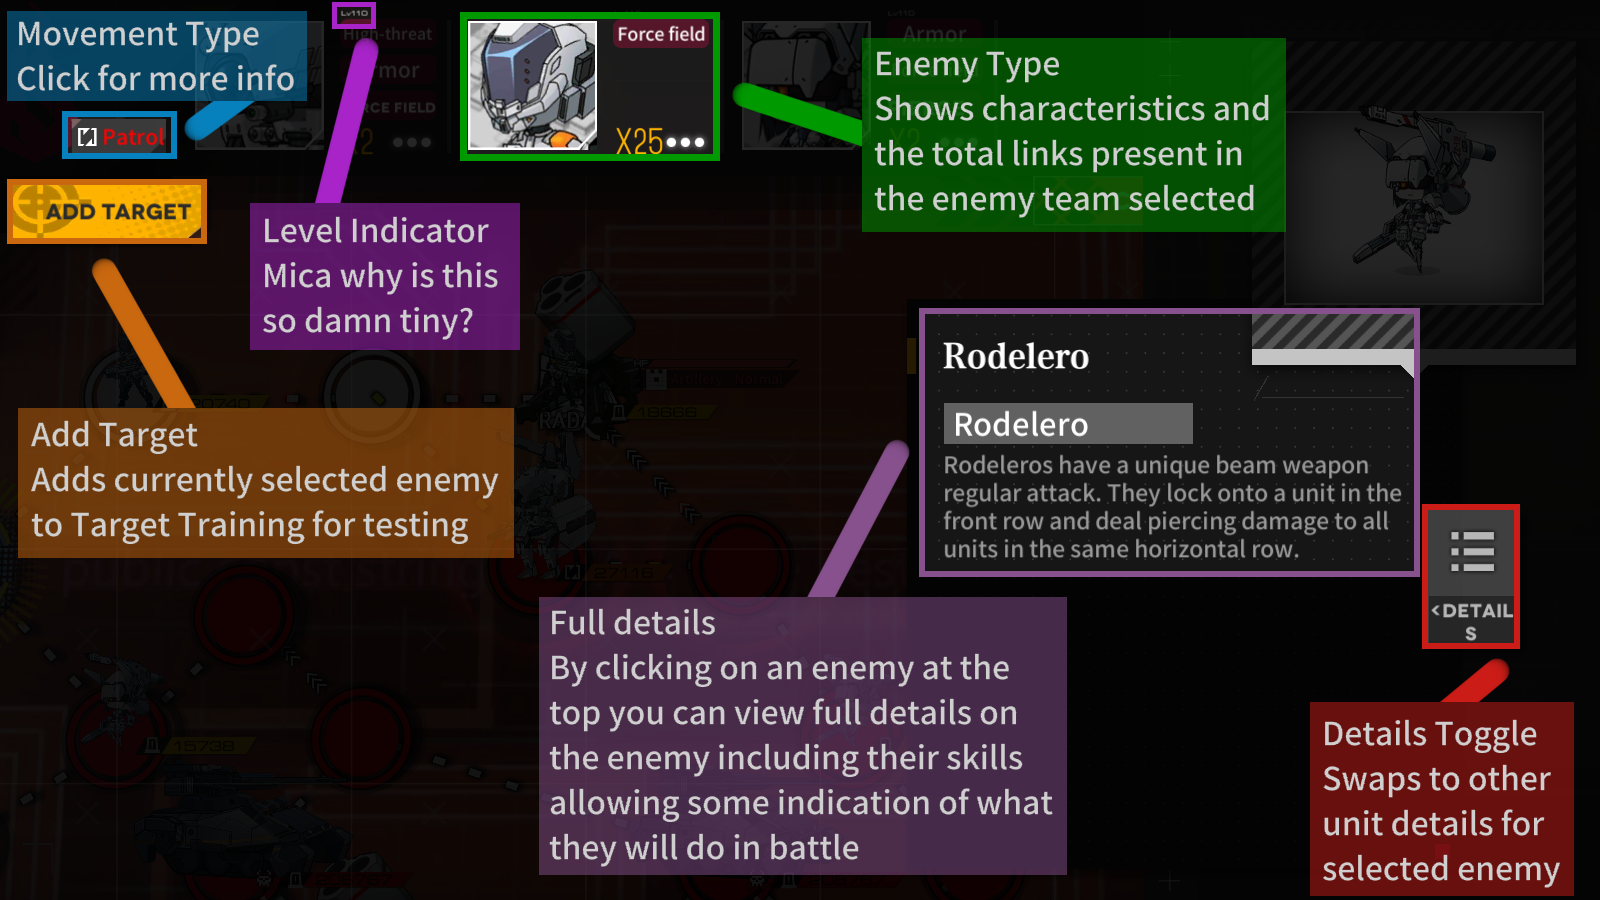 Movement Type
Click for more info
Patrol
ADD TARGET
Lv110
High-threat
Force field
X25
Armor
Enemy Type
Shows characteristics and
the total links present in
the enemy team selected
Level Indicator
Mica why is this
so damn tiny?
Add Target
Adds currently selected enemy
to Target Training for testing
Rodelero
Rodelero
Rodeleros have a unique beam weapon
regular attack. They lock onto a unit in the
front row and deal piercing damage to all
units in the same horizontal row.
<DETAIL
S
Full details
By clicking on an enemy at the
top you can view full details on
the enemy including their skills
allowing some indication of what
they will do in battle
Details Toggle
Swaps to other
unit details for
selected enemy
15738